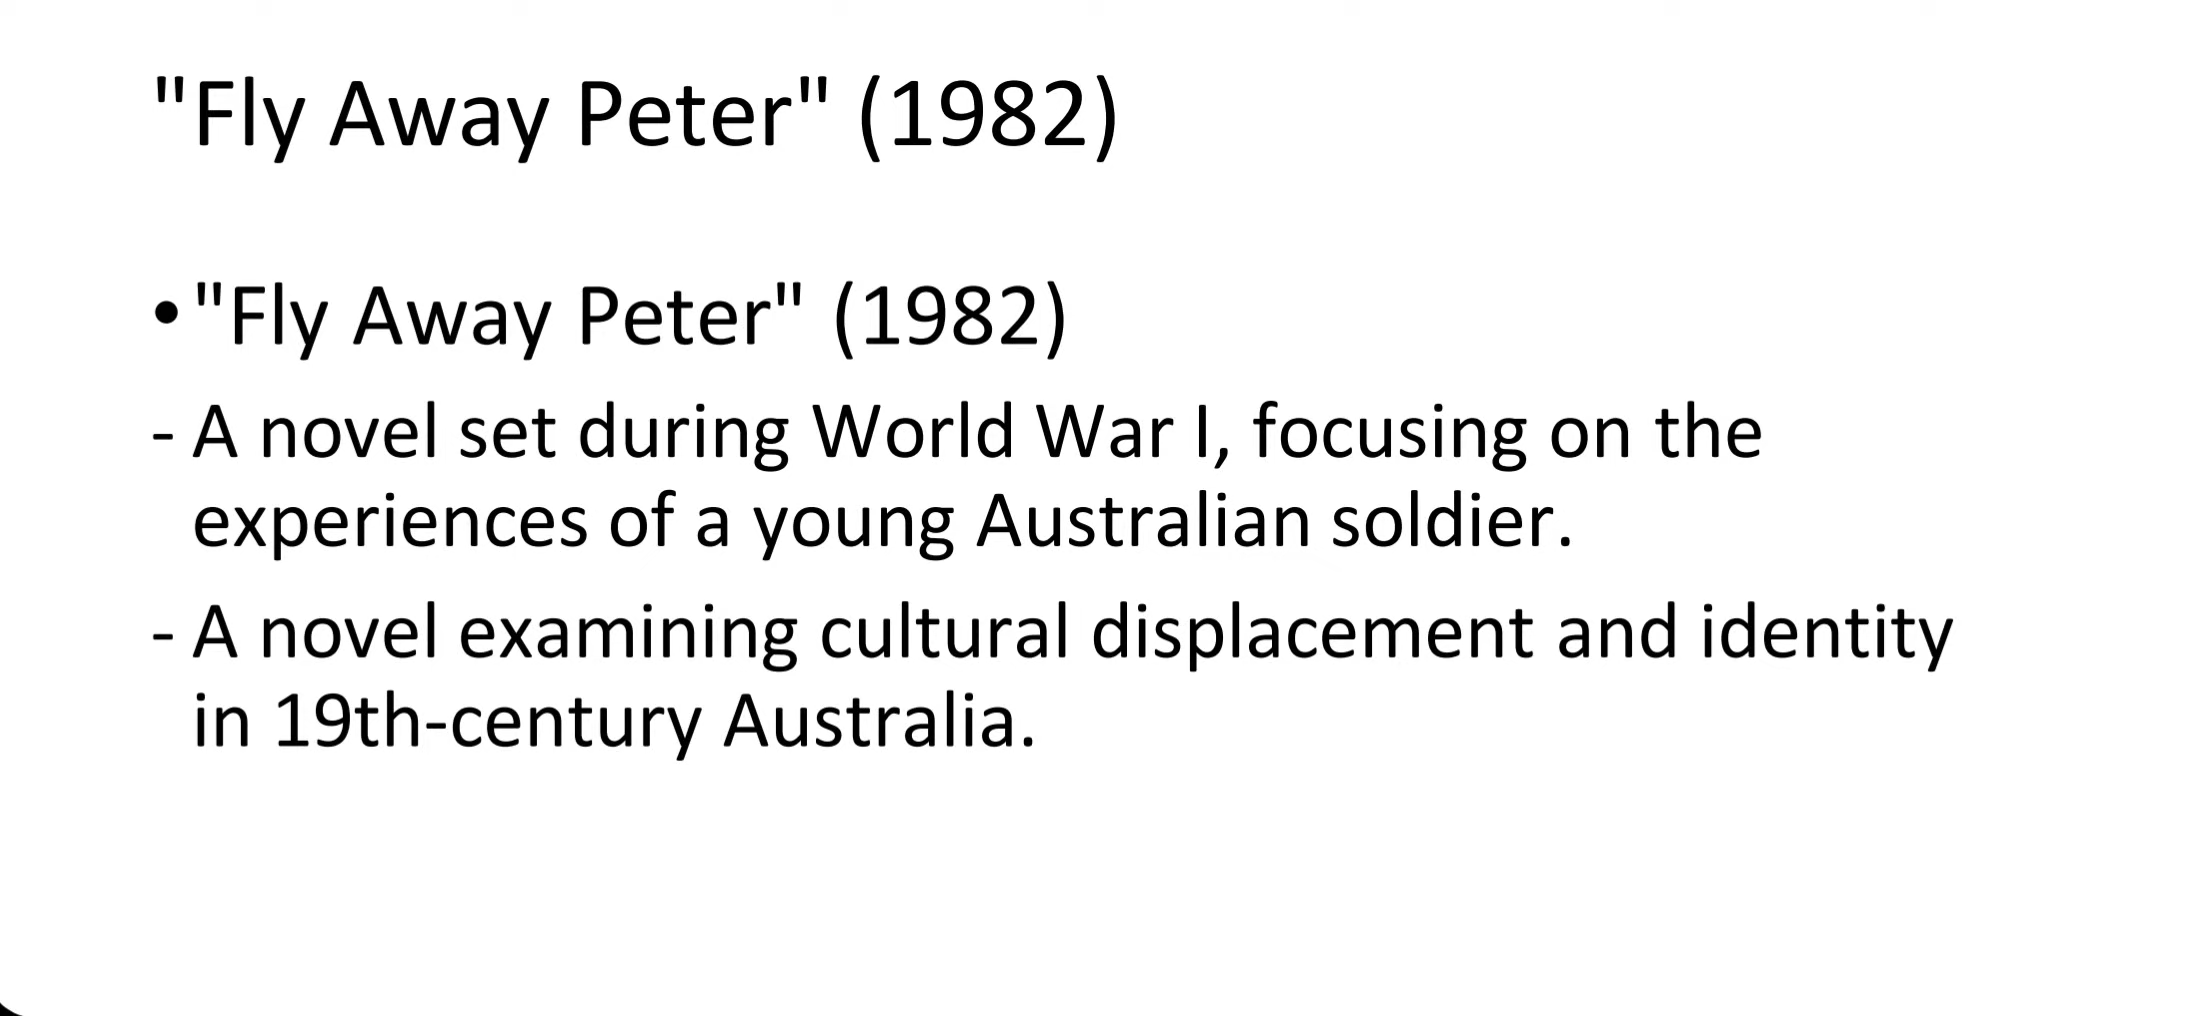 "Fly Away Peter" (1982)
•"Fly Away Peter" (1982)
- A novel set during World War I, focusing on the
experiences of a young Australian soldier.
- A novel examining cultural displacement and identity
in 19th-century Australia.